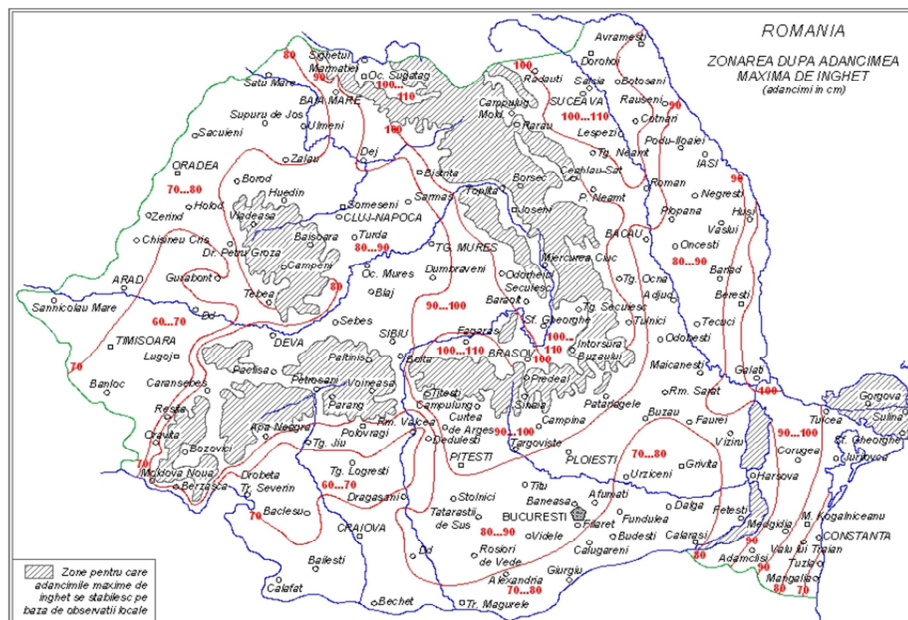 ROMANIA
ZONAREA DUPA ADANCIMEA
MAXIMA DE INGHET
(adancimi in cm)
Avramesti
Dorohoi
80
Sighetul
Marmatiei
90
Satu Mare
Oc. Sugatag
100...
110
BAIA MARE
100
Radauti
Botosani
SUCEAVA
100...110
Rauseni
90
Cotnari
Supuru de Jos
Ulmeni
Sacuieni
100
Campulug
Mold.
Rarau
Lespezi
Podu-Iloaiei
IASI
Tg. Neamt
Zalau
Dej
ORADEA
70...80
Borod
Bistrita
Ceahlau-Sat
Borsec
Toplita
P. Neamt
Roman
90
Negresti
Huedin
Holod
Zerind
Vladeasa
Someseni
CLUJ-NAPOCA
Sarmas
Joseni
Plopana
Husi
Vaslui
Chisineu Cris
Dr. Petru Groza
Baisoara
Turda
80...90
TG. MURES
BACAU
Miercurea Ciuc
Oncesti
80...90
Campeni
Oc. Mures
Dumbraveni
Odorheiu
Secuiesc
Tg. Ocna
Barlad
ARAD
Gurabont
Tebea
80
Blaj
Baraolt
Adjud
Beresti
Sannicolau Mare
Dd
60...70
90...100
Tg. Secuiesc
Sf. Gheorghe
Tulnici
Tecuci
Sebes
SIBIU
Fagaras
DEVA
TIMISOARA
Lugoj
100...110
BRASOV
100...
110
100
Intorsura
Buzaului
Odobesti
Paltinis
Boita
Maicanesti
Galati
70
Banloc
Caransebes
Petrosani
Voineasa
Predeal
100
Parang
Titesti
Campulung
Sinaia
Patarlagele
Rm. Sarat
Gorgova
Resita
Oravita
Apa Neagra
Polovragi
Rm. Valcea
Curtea
de Arges
Dedulesti
90...100
Campina
Buzau
Faurei
Tulcea
Sulina
Viziru
90...100
Sf. Gheorghe
Bozovici
Tg. Jiu
Targoviste
Corugea
Jurilovca
70
Moldova Noua
Berzasca
Drobeta
Tr. Severin
Tg. Logresti
60...70
PITESTI
PLOIESTI
70...80
Urziceni
Grivita
Harsova
Dragasani
Stolnici
Titu
Baneasa
Afumati
70
Baclesu
Tatarastii
de Sus
BUCURESTI
Dalga
Fetesti
M. Kogalniceanu
CRAIOVA
80...90
Filaret
Fundulea
Medgidia
CONSTANTA
Videle
Budesti
Calarasi
90
Valu lui Traian
Bailesti
Dd
Rosiori
de Vede
Calugareni
80
Adamclisi
Tuzla
90
Calafat
Alexandria
70...80
Giurgiu
Mangalia
80
70
Bechet
Tr. Magurele
Zone pentru care
adancimile maxime de
inghet se stabilesc pe
baza de observatii locale